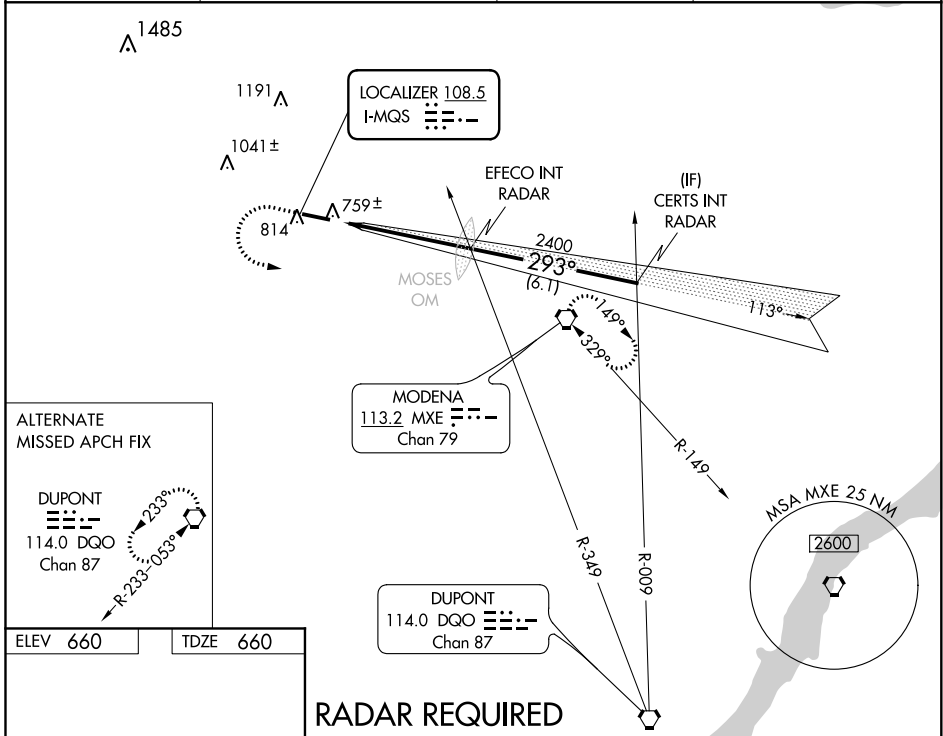 1485
1191
LOCALIZER 108.5
I-MQS
1041±
EFECO INT
RADAR
(IF)
CERTS INT
RADAR
814
759±
2400
293°
(6.1)
MOSES
OM
113°
149°
329°
MODENA
113.2 MXE
Chan 79
R-149
ALTERNATE
MISSED APCH FIX
DUPONT
114.0 DQO
Chan 87
233°
R-233
053°
MSA MXE 25 NM
2600
R-349
R-009
DUPONT
114.0 DQO
Chan 87
ELEV 660
TDZE 660
RADAR REQUIRED